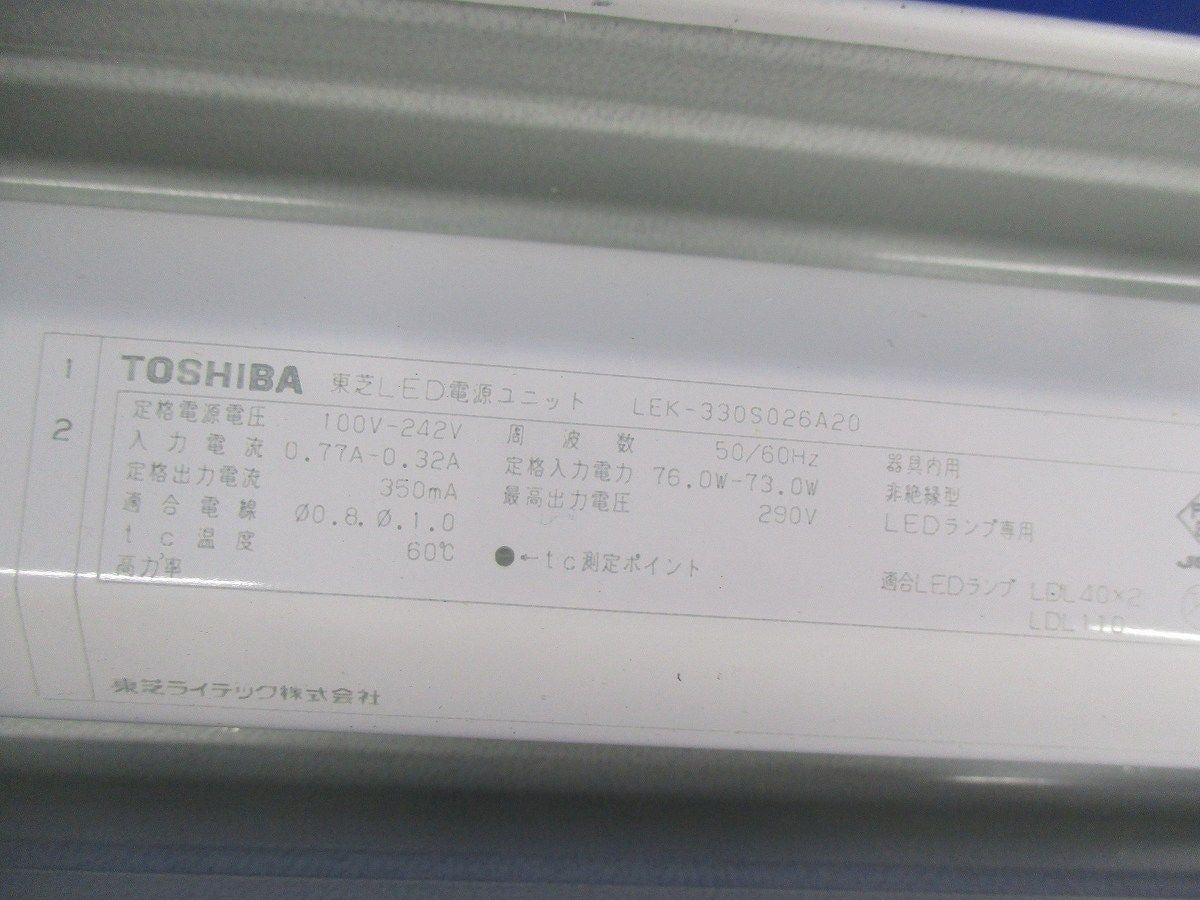 1 TOSHIBA 東芝LED電源ユニット LEK-330S026A20
2
定格電源電圧 100V-242V 周波数 50/60Hz 器具内用
入力電流 0.77A-0.32A 定格入力電力 76.0W-73.0W 非絶縁型
定格出力電流 350mA 最高出力電圧 290V LEDランプ専用
適合電線 Ø0.8.Ø.1.0
tc温度 60℃ ●←tc測定ポイント 適合LEDランプ LDL40×2
高力率 LDL110
東芝ライテック株式会社